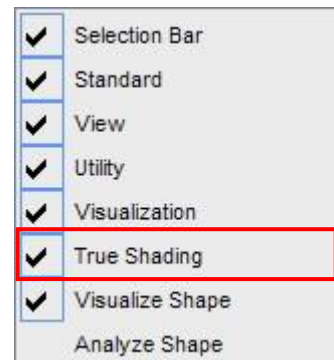 Selection Bar
Standard
View
Utility
Visualization
True Shading
Visualize Shape
Analyze Shape